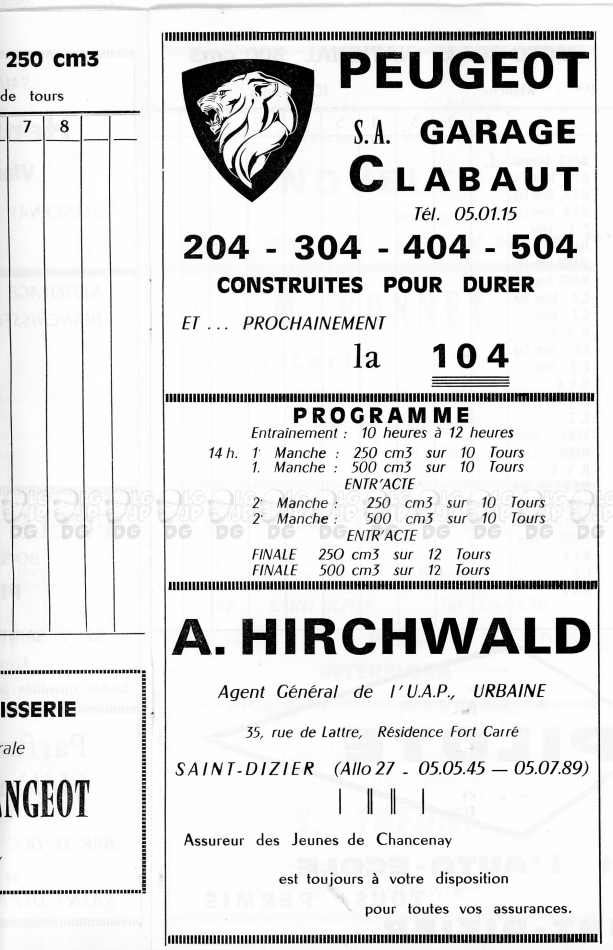 250 cm3
de tours
7 8
ISSERIE
rale
ANGEOT
PEUGEOT
S.A. GARAGE
CLABAUT
Tél. 05.01.15
204 - 304 - 404 - 504
CONSTRUITES POUR DURER
ET ... PROCHAINEMENT
la 104
PROGRAMME
Entraînement : 10 heures à 12 heures
14 h. 1' Manche : 250 cm3 sur 10 Tours
1. Manche : 500 cm3 sur 10 Tours
ENTR'ACTE
2' Manche : 250 cm3 sur 10 Tours
2' Manche : 500 cm3 sur 10 Tours
ENTR'ACTE
FINALE 250 cm3 sur 12 Tours
FINALE 500 cm3 sur 12 Tours
A. HIRCHWALD
Agent Général de l'U.A.P., URBAINE
35, rue de Lattre, Résidence Fort Carré
SAINT-DIZIER (Allo 27 - 05.05.45 — 05.07.89)
Assureur des Jeunes de Chancenay
est toujours à votre disposition
pour toutes vos assurances.